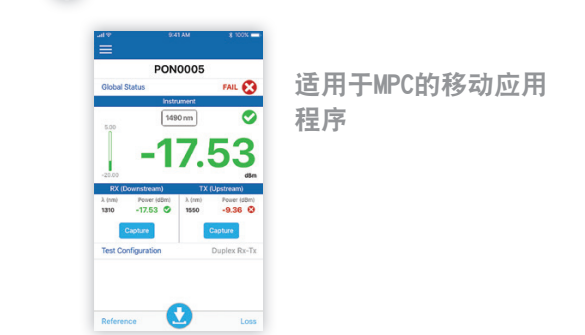 9:41 AM
100%
PON0005
Global Status FAIL
Instrument
1490 nm
5.00
-17.53
-20.00
dBm
RX (Downstream) TX (Upstream)
λ (nm) Power (dBm) λ (nm) Power (dBm)
1310 -17.53 1550 -9.36
Capture Capture
Test Configuration Duplex Rx-Tx
Reference Loss
适用于MPC的移动应用
程序